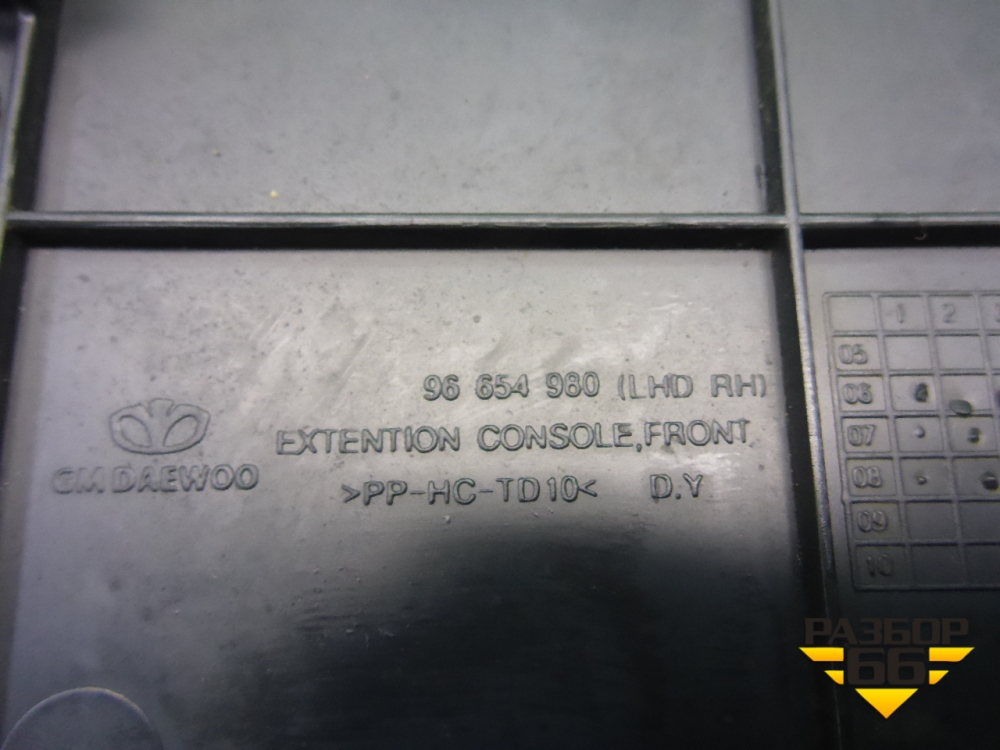 96 654 980 (LHD RH)
EXTENTION CONSOLE,FRONT
GM DAEWOO
>PP-HC-TD10< D.Y
1 2 3
05
06
07
08
09
10
РАЗБОР
66